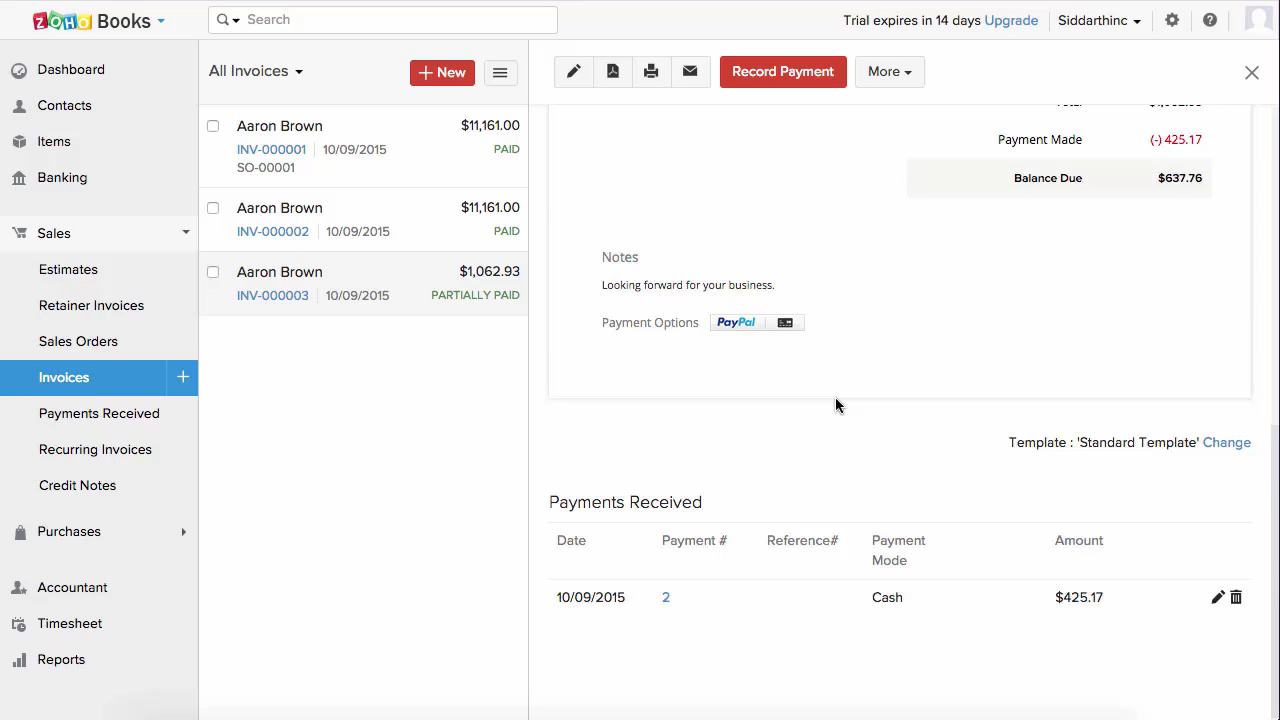 ZOHO Books
Search
Trial expires in 14 days Upgrade
Siddarthinc
Dashboard
Contacts
Items
Banking
Sales
Estimates
Retainer Invoices
Sales Orders
Invoices
Payments Received
Recurring Invoices
Credit Notes
Purchases
Accountant
Timesheet
Reports
All Invoices
+ New
Aaron Brown $11,161.00
INV-000001 | 10/09/2015 PAID
SO-00001
Aaron Brown $11,161.00
INV-000002 | 10/09/2015 PAID
Aaron Brown $1,062.93
INV-000003 | 10/09/2015 PARTIALLY PAID
Record Payment
More
Payment Made (-) 425.17
Balance Due $637.76
Notes
Looking forward for your business.
Payment Options PayPal
Template : 'Standard Template' Change
Payments Received
Date Payment # Reference# Payment Mode Amount
10/09/2015 2 Cash $425.17